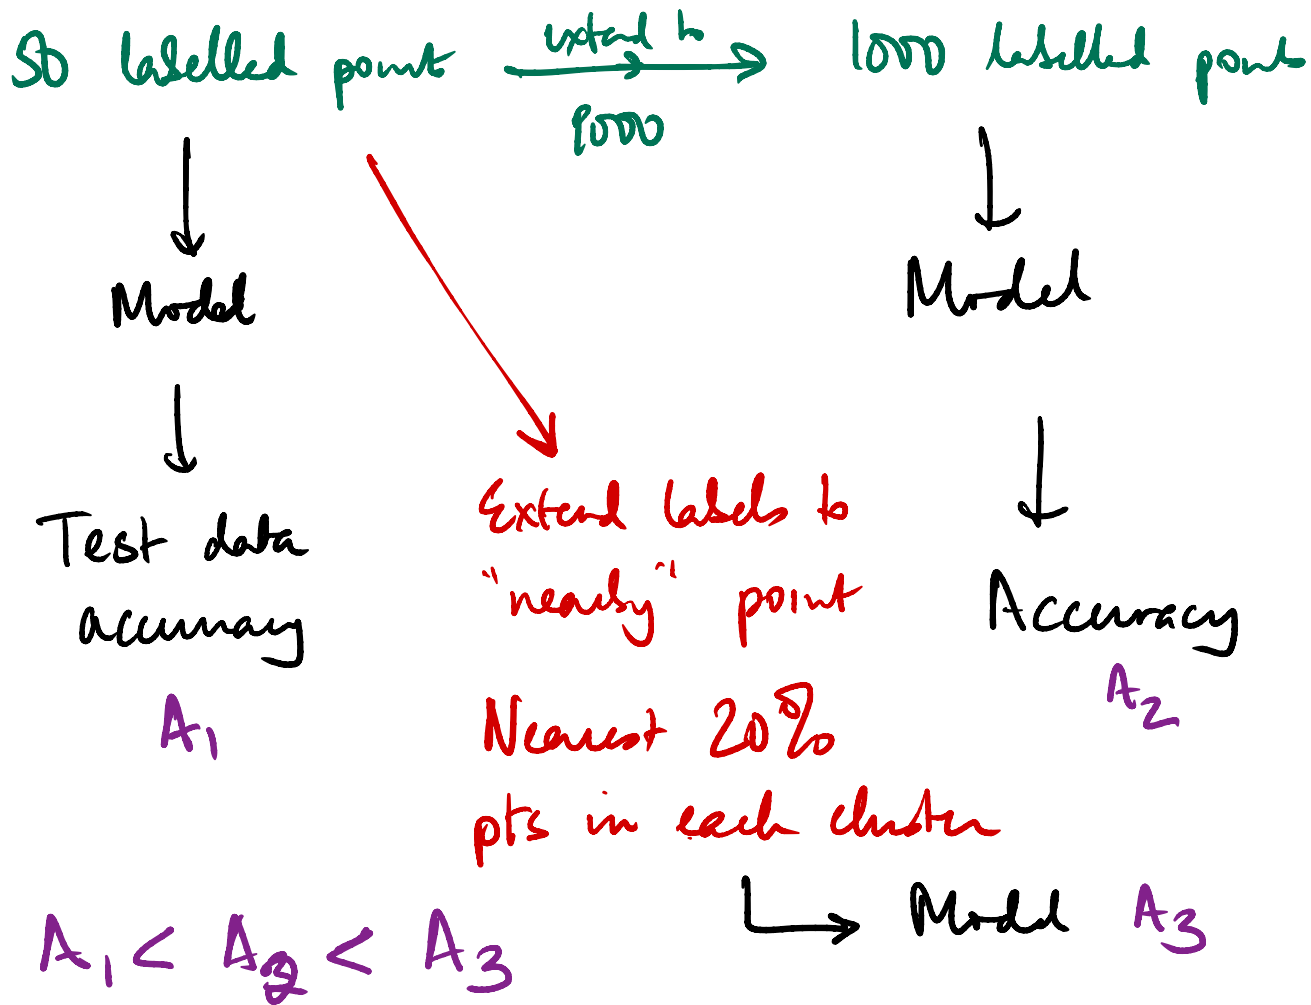 50 labelled point extend to 1000 labelled points
1000
Model
Model
Test data
accuracy
A1
Extend labels to
"nearby" point
Nearest 20%
pts in each cluster
Accuracy
A2
Model A3
A1 < A2 < A3